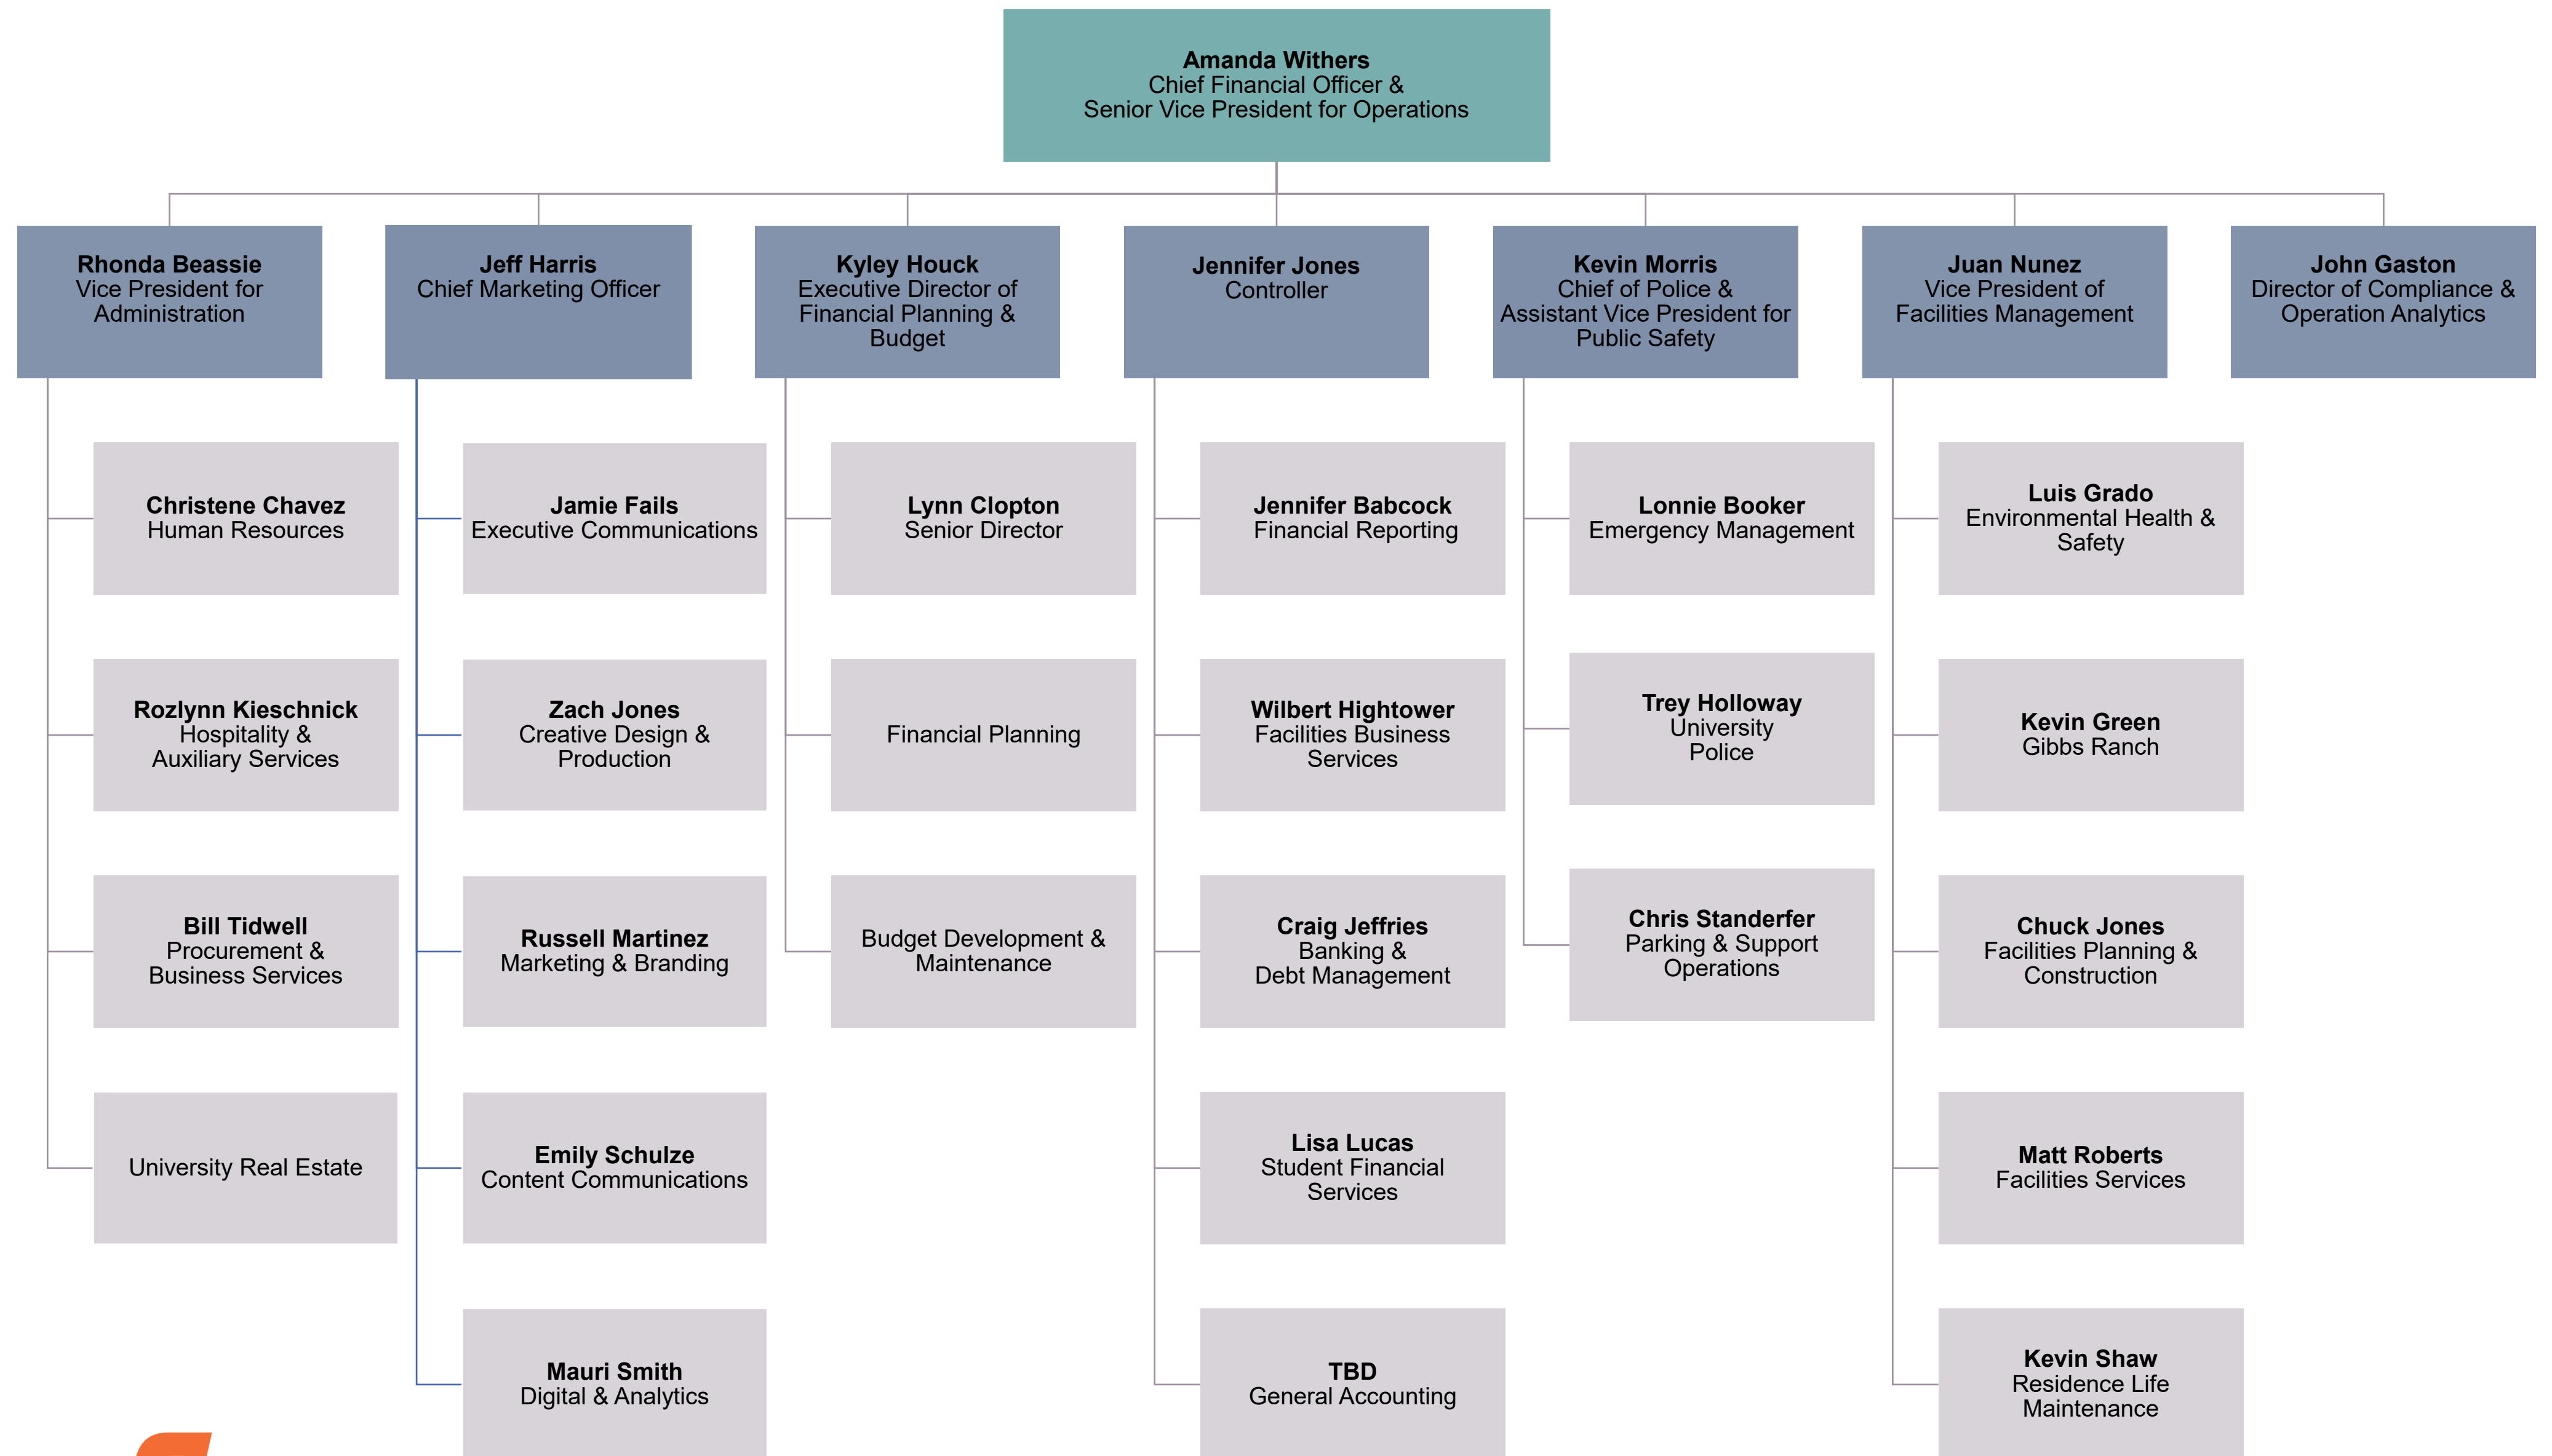 Amanda Withers
Chief Financial Officer &
Senior Vice President for Operations
Rhonda Beassie
Vice President for
Administration
Jeff Harris
Chief Marketing Officer
Kyley Houck
Executive Director of
Financial Planning &
Budget
Jennifer Jones
Controller
Kevin Morris
Chief of Police &
Assistant Vice President for
Public Safety
Juan Nunez
Vice President of
Facilities Management
John Gaston
Director of Compliance &
Operation Analytics
Christene Chavez
Human Resources
Jamie Fails
Executive Communications
Lynn Clopton
Senior Director
Jennifer Babcock
Financial Reporting
Lonnie Booker
Emergency Management
Luis Grado
Environmental Health &
Safety
Rozlynn Kieschnick
Hospitality &
Auxiliary Services
Zach Jones
Creative Design &
Production
Financial Planning
Wilbert Hightower
Facilities Business
Services
Trey Holloway
University
Police
Kevin Green
Gibbs Ranch
Bill Tidwell
Procurement &
Business Services
Russell Martinez
Marketing & Branding
Budget Development &
Maintenance
Craig Jeffries
Banking &
Debt Management
Chris Standerfer
Parking & Support
Operations
Chuck Jones
Facilities Planning &
Construction
University Real Estate
Emily Schulze
Content Communications
Lisa Lucas
Student Financial
Services
Matt Roberts
Facilities Services
Mauri Smith
Digital & Analytics
TBD
General Accounting
Kevin Shaw
Residence Life
Maintenance